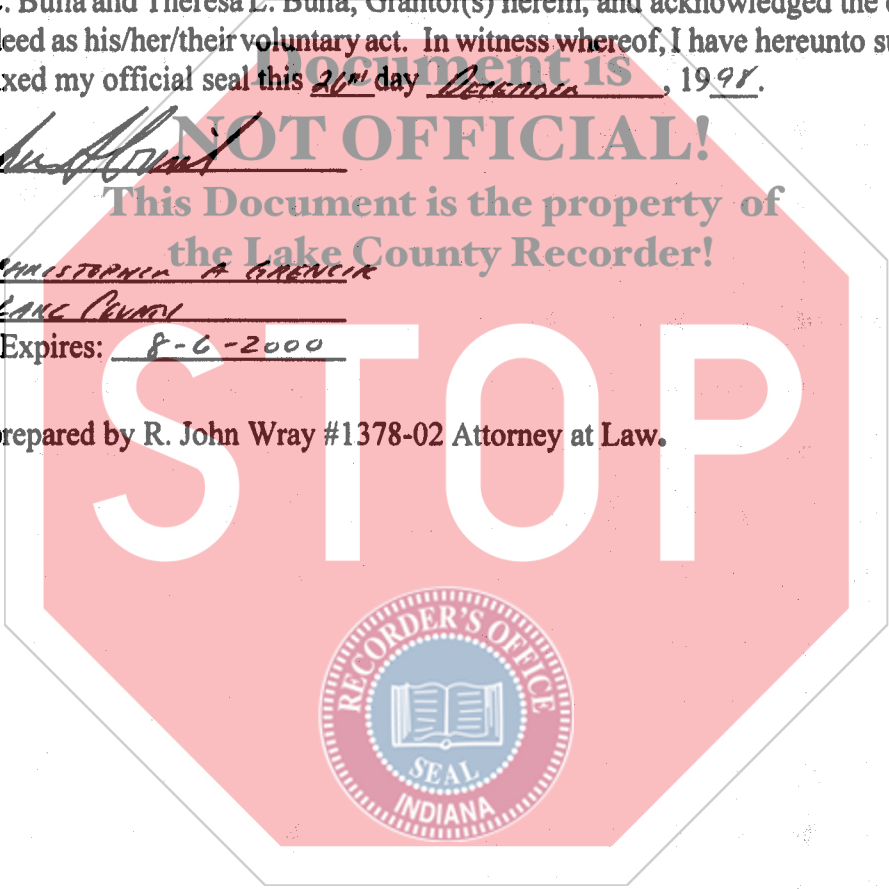 . Bulla and Theresa L. Bulla, Grantor(s) herein, and acknowledged the
leed as his/her/their voluntary act. In witness whereof, I have hereunto su
xed my official seal this 26th day December, 1998.
Document is
NOT OFFICIAL!
This Document is the property of
the Lake County Recorder!
CHRISTOPHER A GRENCIK
LAKE COUNTY
Expires: 8-6-2000
STOP
prepared by R. John Wray #1378-02 Attorney at Law.
RECORDER'S OFFICE
SEAL
INDIANA